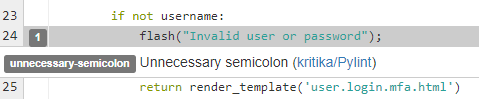 23 if not username:
24 1 flash("Invalid user or password");
unnecessary-semicolon Unnecessary semicolon (kritika/Pylint)
25 return render_template('user.login.mfa.html')